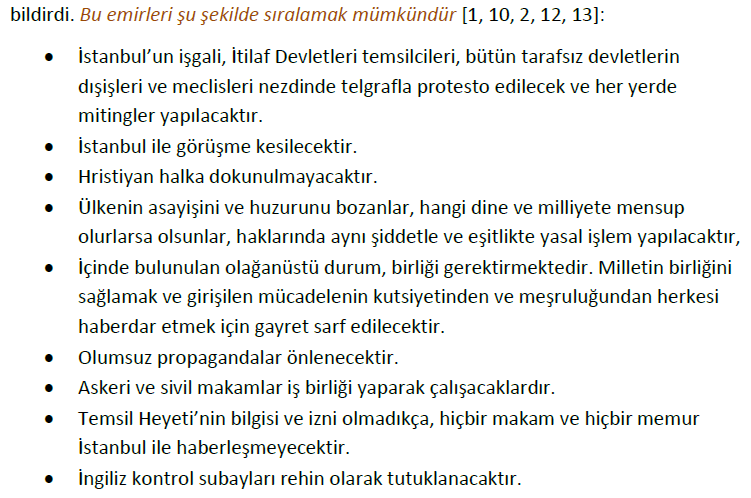 bildirdi. Bu emirleri şu şekilde sıralamak mümkündür [1, 10, 2, 12, 13]:
• İstanbul’un işgali, İtilaf Devletleri temsilcileri, bütün tarafsız devletlerin
dışişleri ve meclisleri nezdinde telgrafla protesto edilecek ve her yerde
mitingler yapılacaktır.
• İstanbul ile görüşme kesilecektir.
• Hristiyan halka dokunulmayacaktır.
• Ülkenin asayişini ve huzurunu bozanlar, hangi dine ve milliyete mensup
olurlarsa olsunlar, haklarında aynı şiddetle ve eşitlikte yasal işlem yapılacaktır,
• İçinde bulunulan olağanüstü durum, birliği gerektirmektedir. Milletin birliğini
sağlamak ve girişilen mücadelenin kutsiyetinden ve meşruluğundan herkesi
haberdar etmek için gayret sarf edilecektir.
• Olumsuz propagandalar önlenecektir.
• Askeri ve sivil makamlar iş birliği yaparak çalışacaklardır.
• Temsil Heyeti’nin bilgisi ve izni olmadıkça, hiçbir makam ve hiçbir memur
İstanbul ile haberleşmeyecektir.
• İngiliz kontrol subayları rehin olarak tutuklanacaktır.